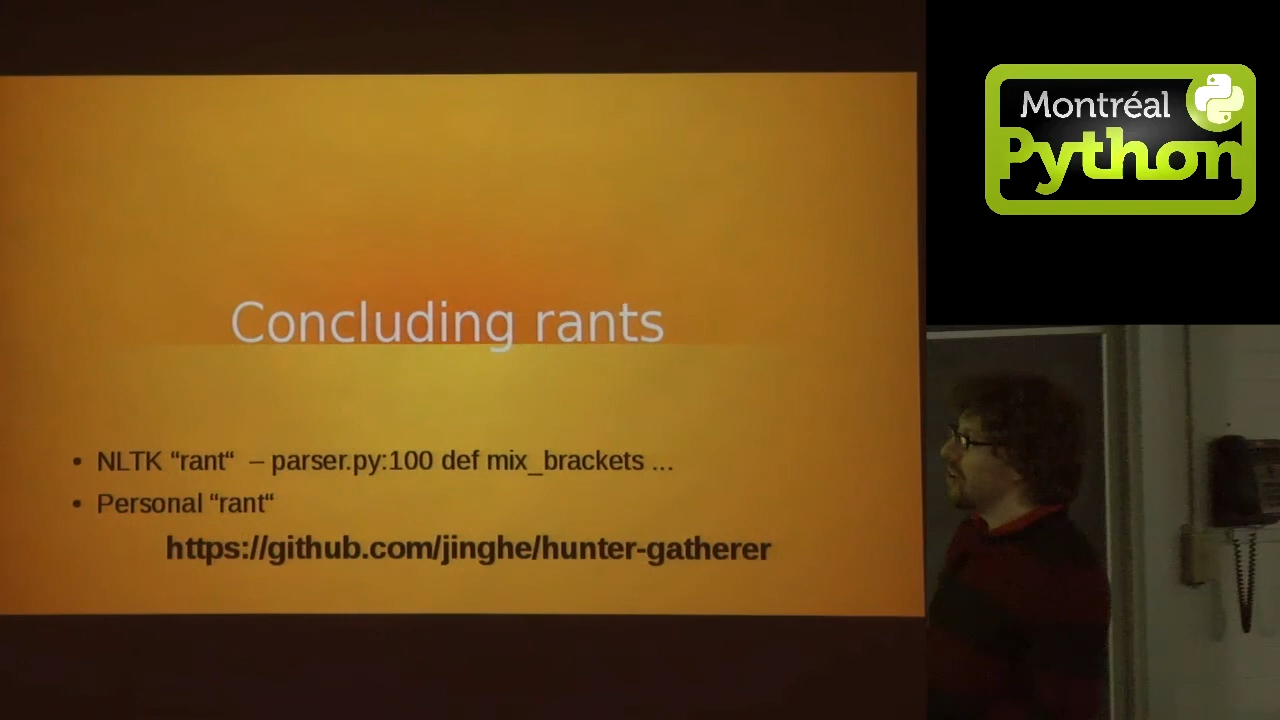 Montréal
Python
Concluding rants
• NLTK “rant“ – parser.py:100 def mix_brackets ...
• Personal “rant“
https://github.com/jinghe/hunter-gatherer